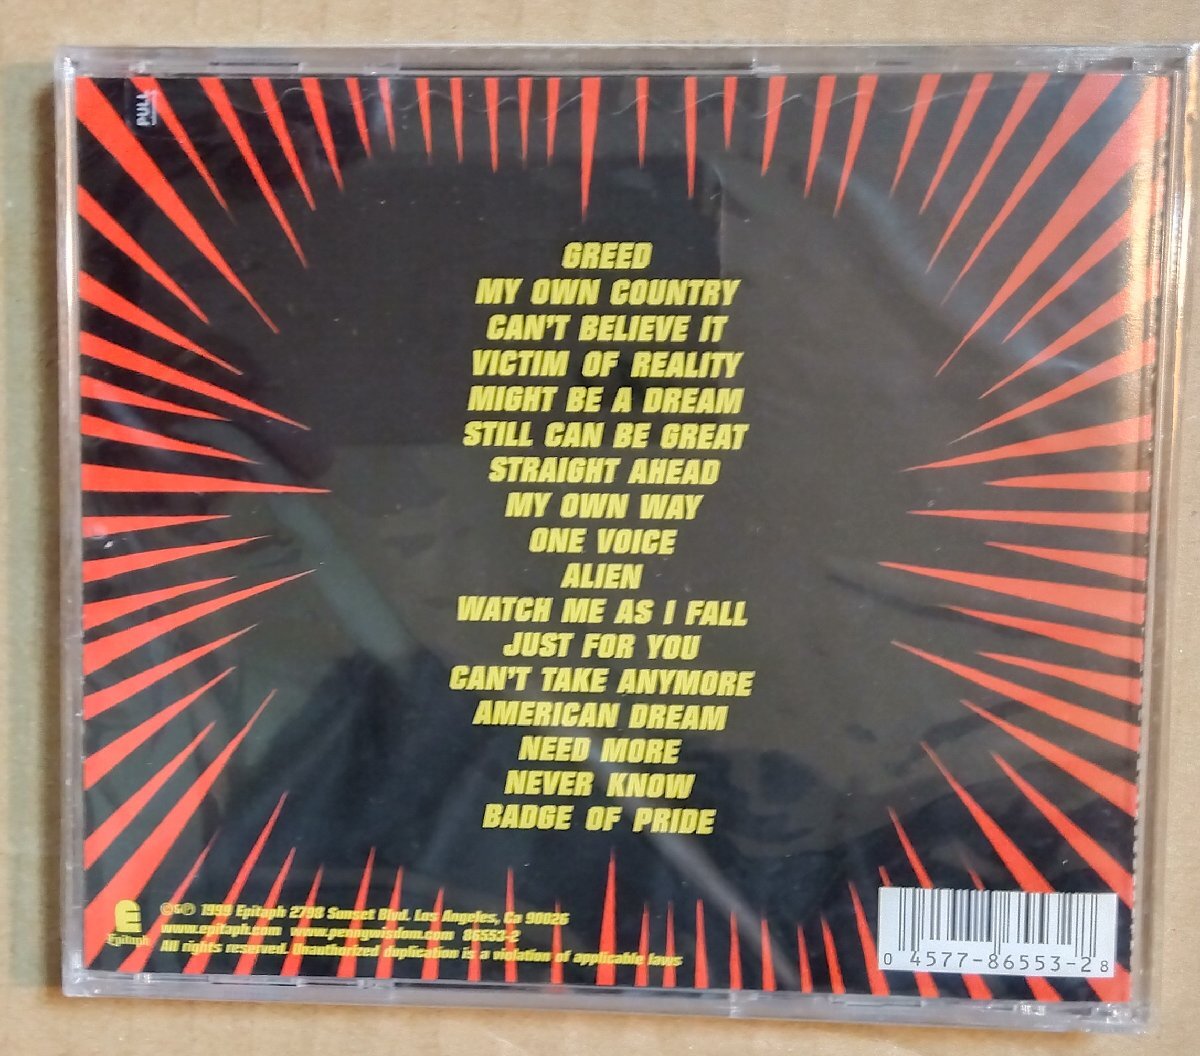 PULL
GREED
MY OWN COUNTRY
CAN'T BELIEVE IT
VICTIM OF REALITY
MIGHT BE A DREAM
STILL CAN BE GREAT
STRAIGHT AHEAD
MY OWN WAY
ONE VOICE
ALIEN
WATCH ME AS I FALL
JUST FOR YOU
CAN'T TAKE ANYMORE
AMERICAN DREAM
NEED MORE
NEVER KNOW
BADGE OF PRIDE
E
Epitaph
©&℗ 1999 Epitaph 2798 Sunset Blvd. Los Angeles, Ca 90026
www.epitaph.com www.pennywisdom.com 86553-2
All rights reserved. Unauthorized duplication is a violation of applicable laws
0 4577-86553-2 8